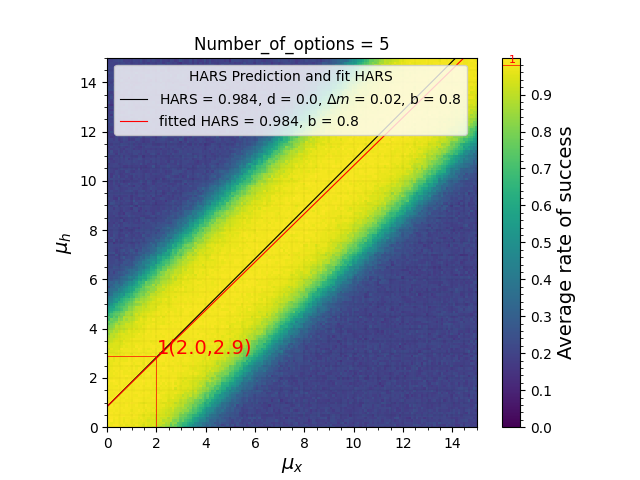 Number_of_options = 5
HARS Prediction and fit HARS
HARS = 0.984, d = 0.0, Δm = 0.02, b = 0.8
fitted HARS = 0.984, b = 0.8
14
12
10
8
6
4
2
0
μh
1(2.0,2.9)
0 2 4 6 8 10 12 14
μx
1
0.9
0.8
0.7
0.6
0.5
0.4
0.3
0.2
0.1
0.0
Average rate of success